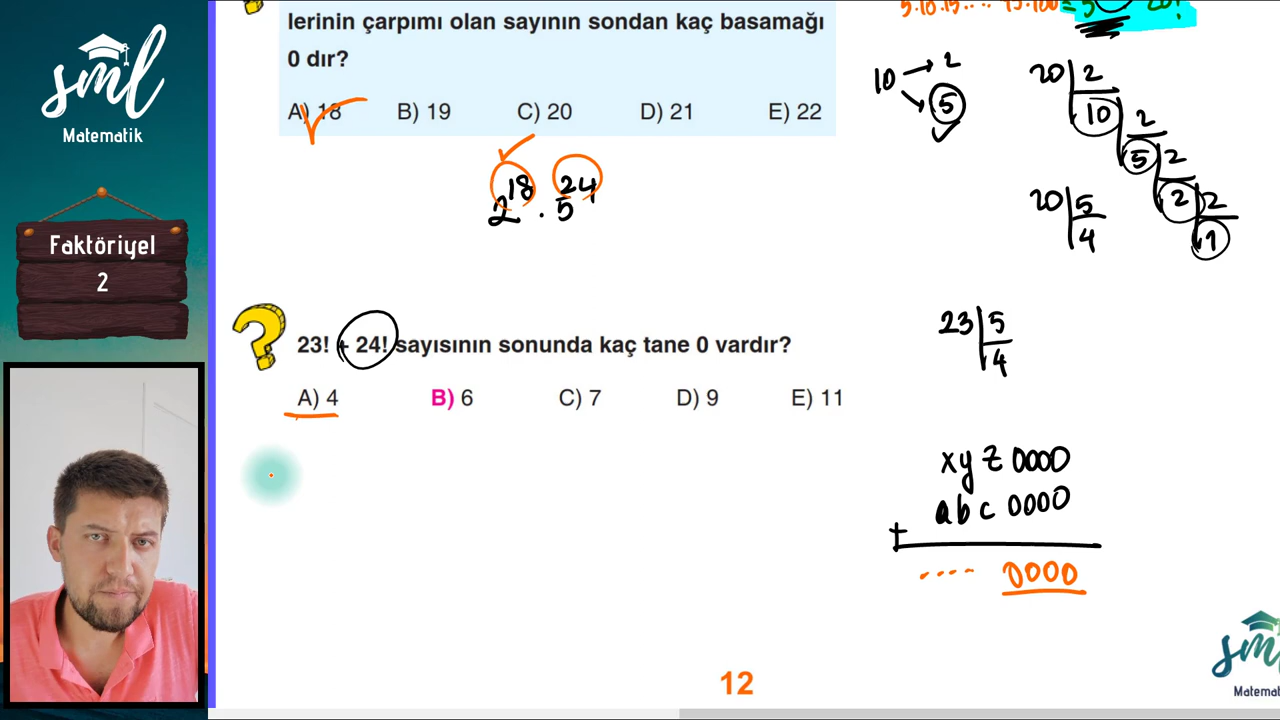 sml
Matematik
Faktöriyel
2
lerinin çarpımı olan sayının sondan kaç basamağı
0 dır?
A) 18 B) 19 C) 20 D) 21 E) 22
2^18 . 5^24
10 → 2
5
20 | 2
10 | 2
5 | 2
2 | 2
1
20 | 5
4
23! + 24! sayısının sonunda kaç tane 0 vardır?
A) 4 B) 6 C) 7 D) 9 E) 11
23 | 5
4
xyz0000
abc0000
+
.... 0000
12
sml
Matemat